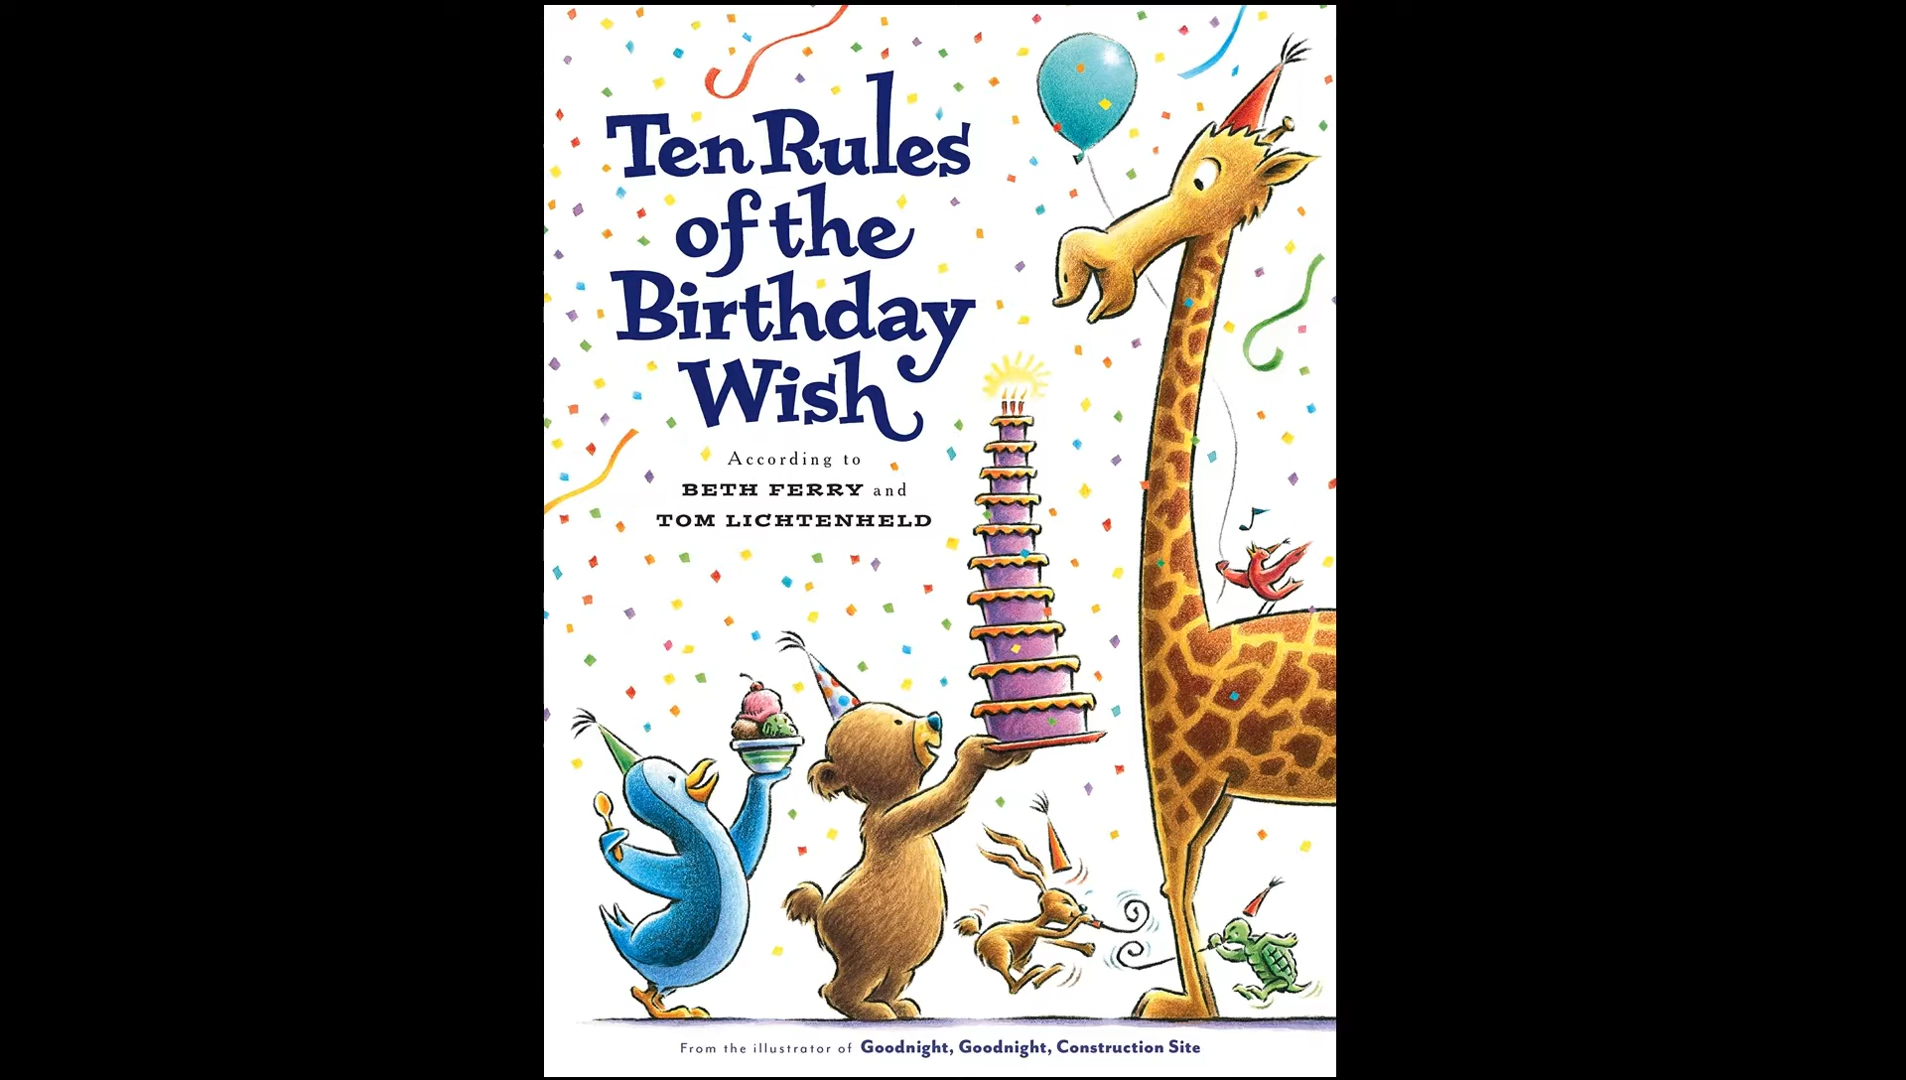 Ten Rules
of the
Birthday
Wish
According to
BETH FERRY and
TOM LICHTENHELD
From the illustrator of Goodnight, Goodnight, Construction Site